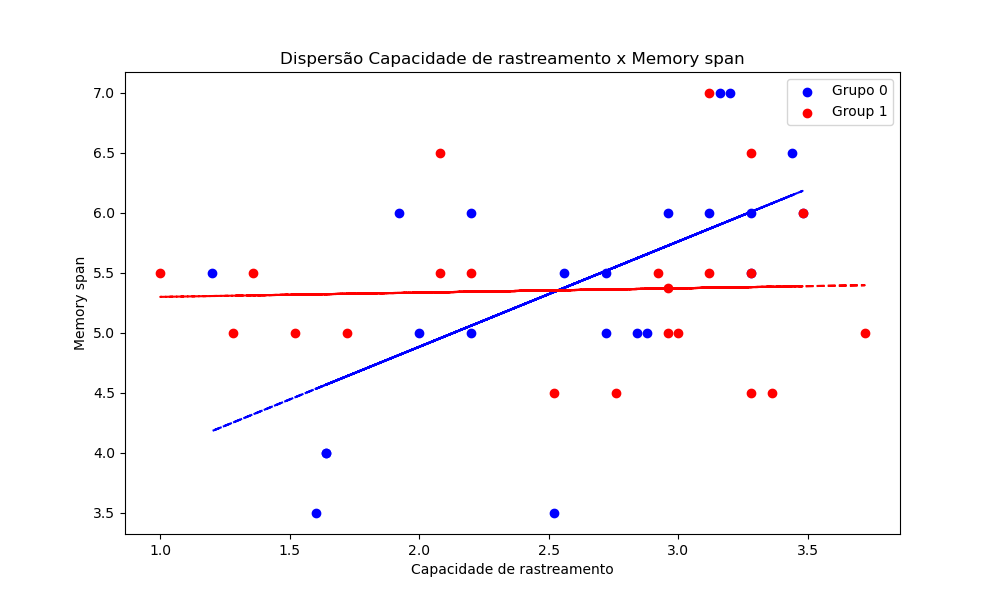 Dispersão Capacidade de rastreamento x Memory span
Grupo 0
Group 1
Memory span
7.0
6.5
6.0
5.5
5.0
4.5
4.0
3.5
1.0 1.5 2.0 2.5 3.0 3.5
Capacidade de rastreamento